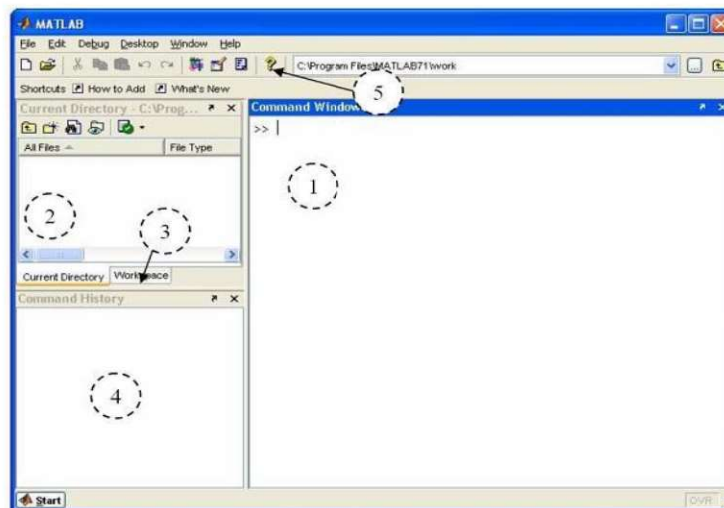 MATLAB
File Edit Debug Desktop Window Help
C:\Program Files\MATLAB71\work
Shortcuts How to Add What's New
5
Current Directory - C:\Prog...
Command Window
All Files File Type
>>
1
2
3
Current Directory Workspace
Command History
4
Start
OVR